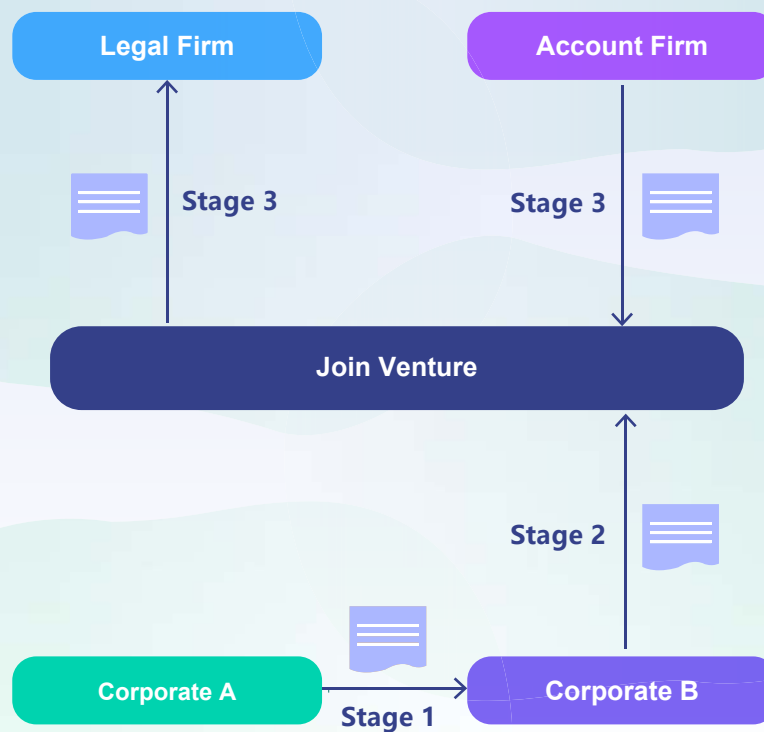 Legal Firm
Account Firm
Stage 3
Stage 3
Join Venture
Stage 2
Corporate A
Corporate B
Stage 1